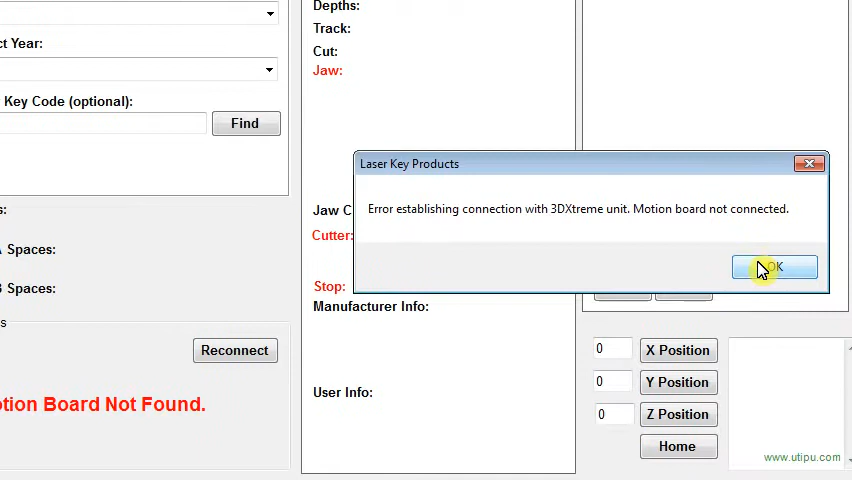 Depths:
Track:
ct Year:
Cut:
Jaw:
Key Code (optional):
Find
Laser Key Products
Error establishing connection with 3DXtreme unit. Motion board not connected.
OK
s:
Jaw C
Cutter:
A Spaces:
B Spaces:
Stop:
Manufacturer Info:
s
Reconnect
0
X Position
0
Y Position
otion Board Not Found.
User Info:
0
Z Position
Home
www.utipu.com